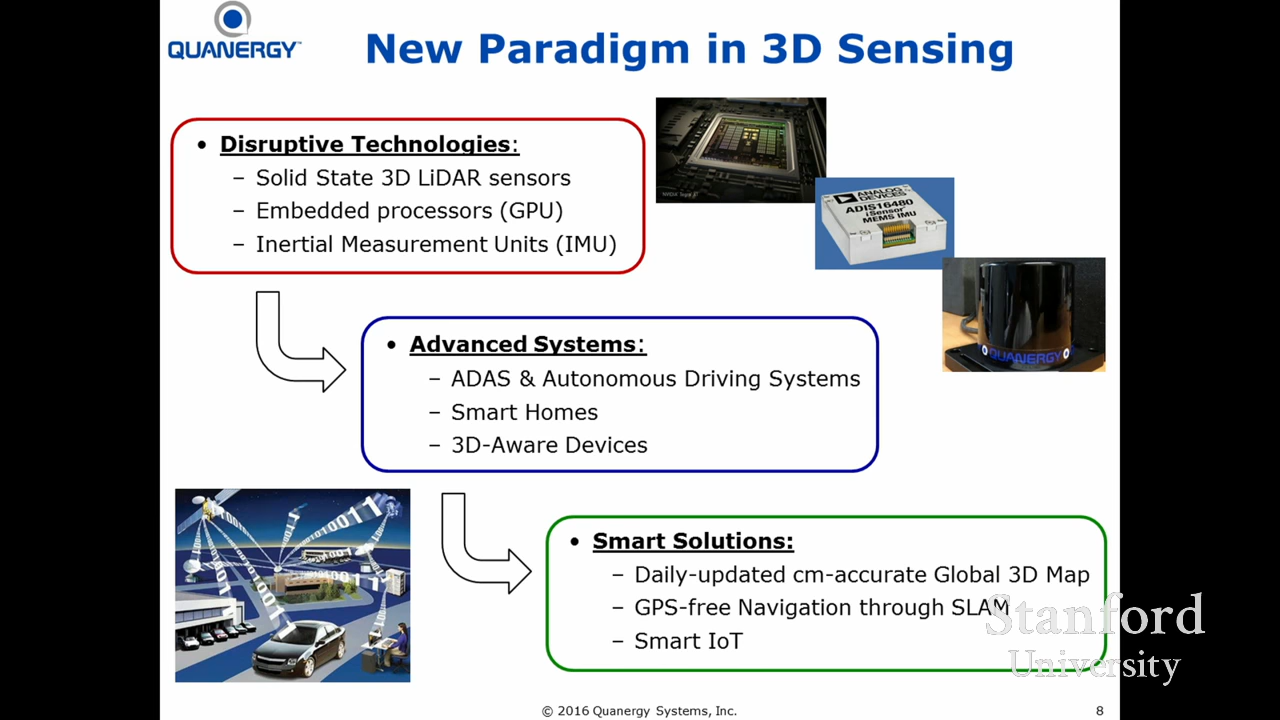 QUANERGY™
New Paradigm in 3D Sensing
• Disruptive Technologies:
– Solid State 3D LiDAR sensors
– Embedded processors (GPU)
– Inertial Measurement Units (IMU)
ANALOG
DEVICES
ADIS16480
iSensor®
MEMS IMU
QUANERGY
• Advanced Systems:
– ADAS & Autonomous Driving Systems
– Smart Homes
– 3D-Aware Devices
• Smart Solutions:
– Daily-updated cm-accurate Global 3D Map
– GPS-free Navigation through SLAM
– Smart IoT
Stanford
University
© 2016 Quanergy Systems, Inc.
8